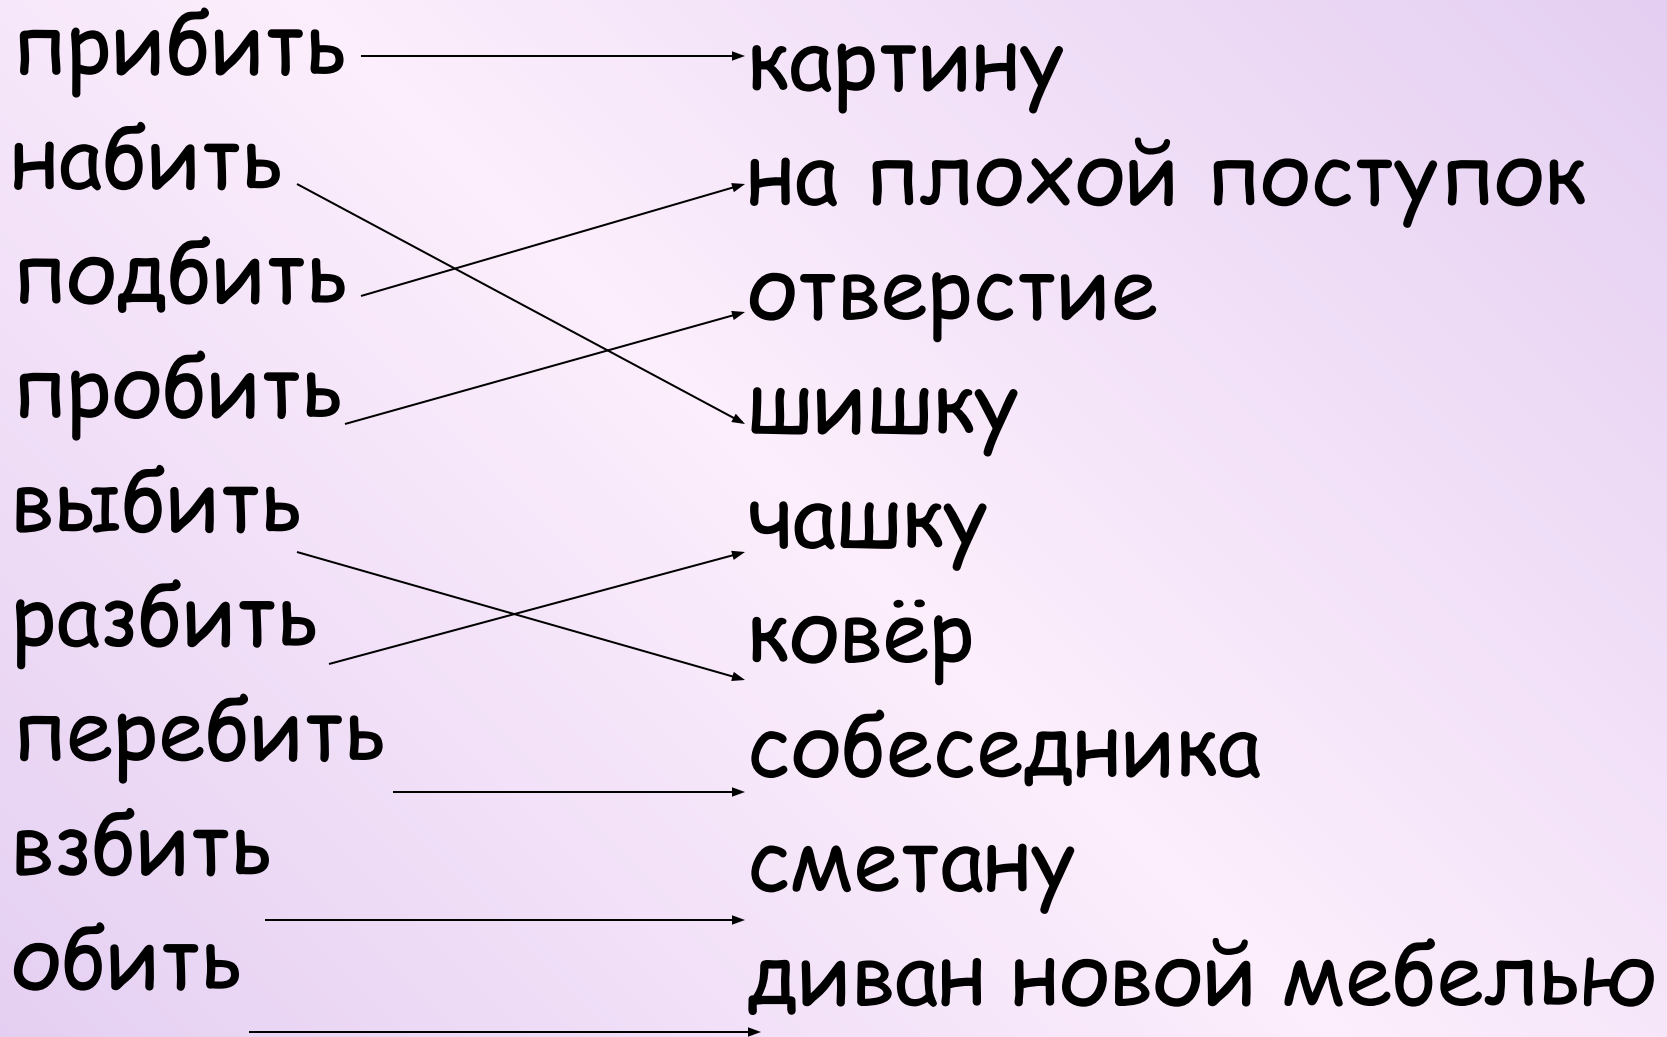 прибить
набить
подбить
пробить
выбить
разбить
перебить
взбить
обить
картину
на плохой поступок
отверстие
шишку
чашку
ковёр
собеседника
сметану
диван новой мебелью